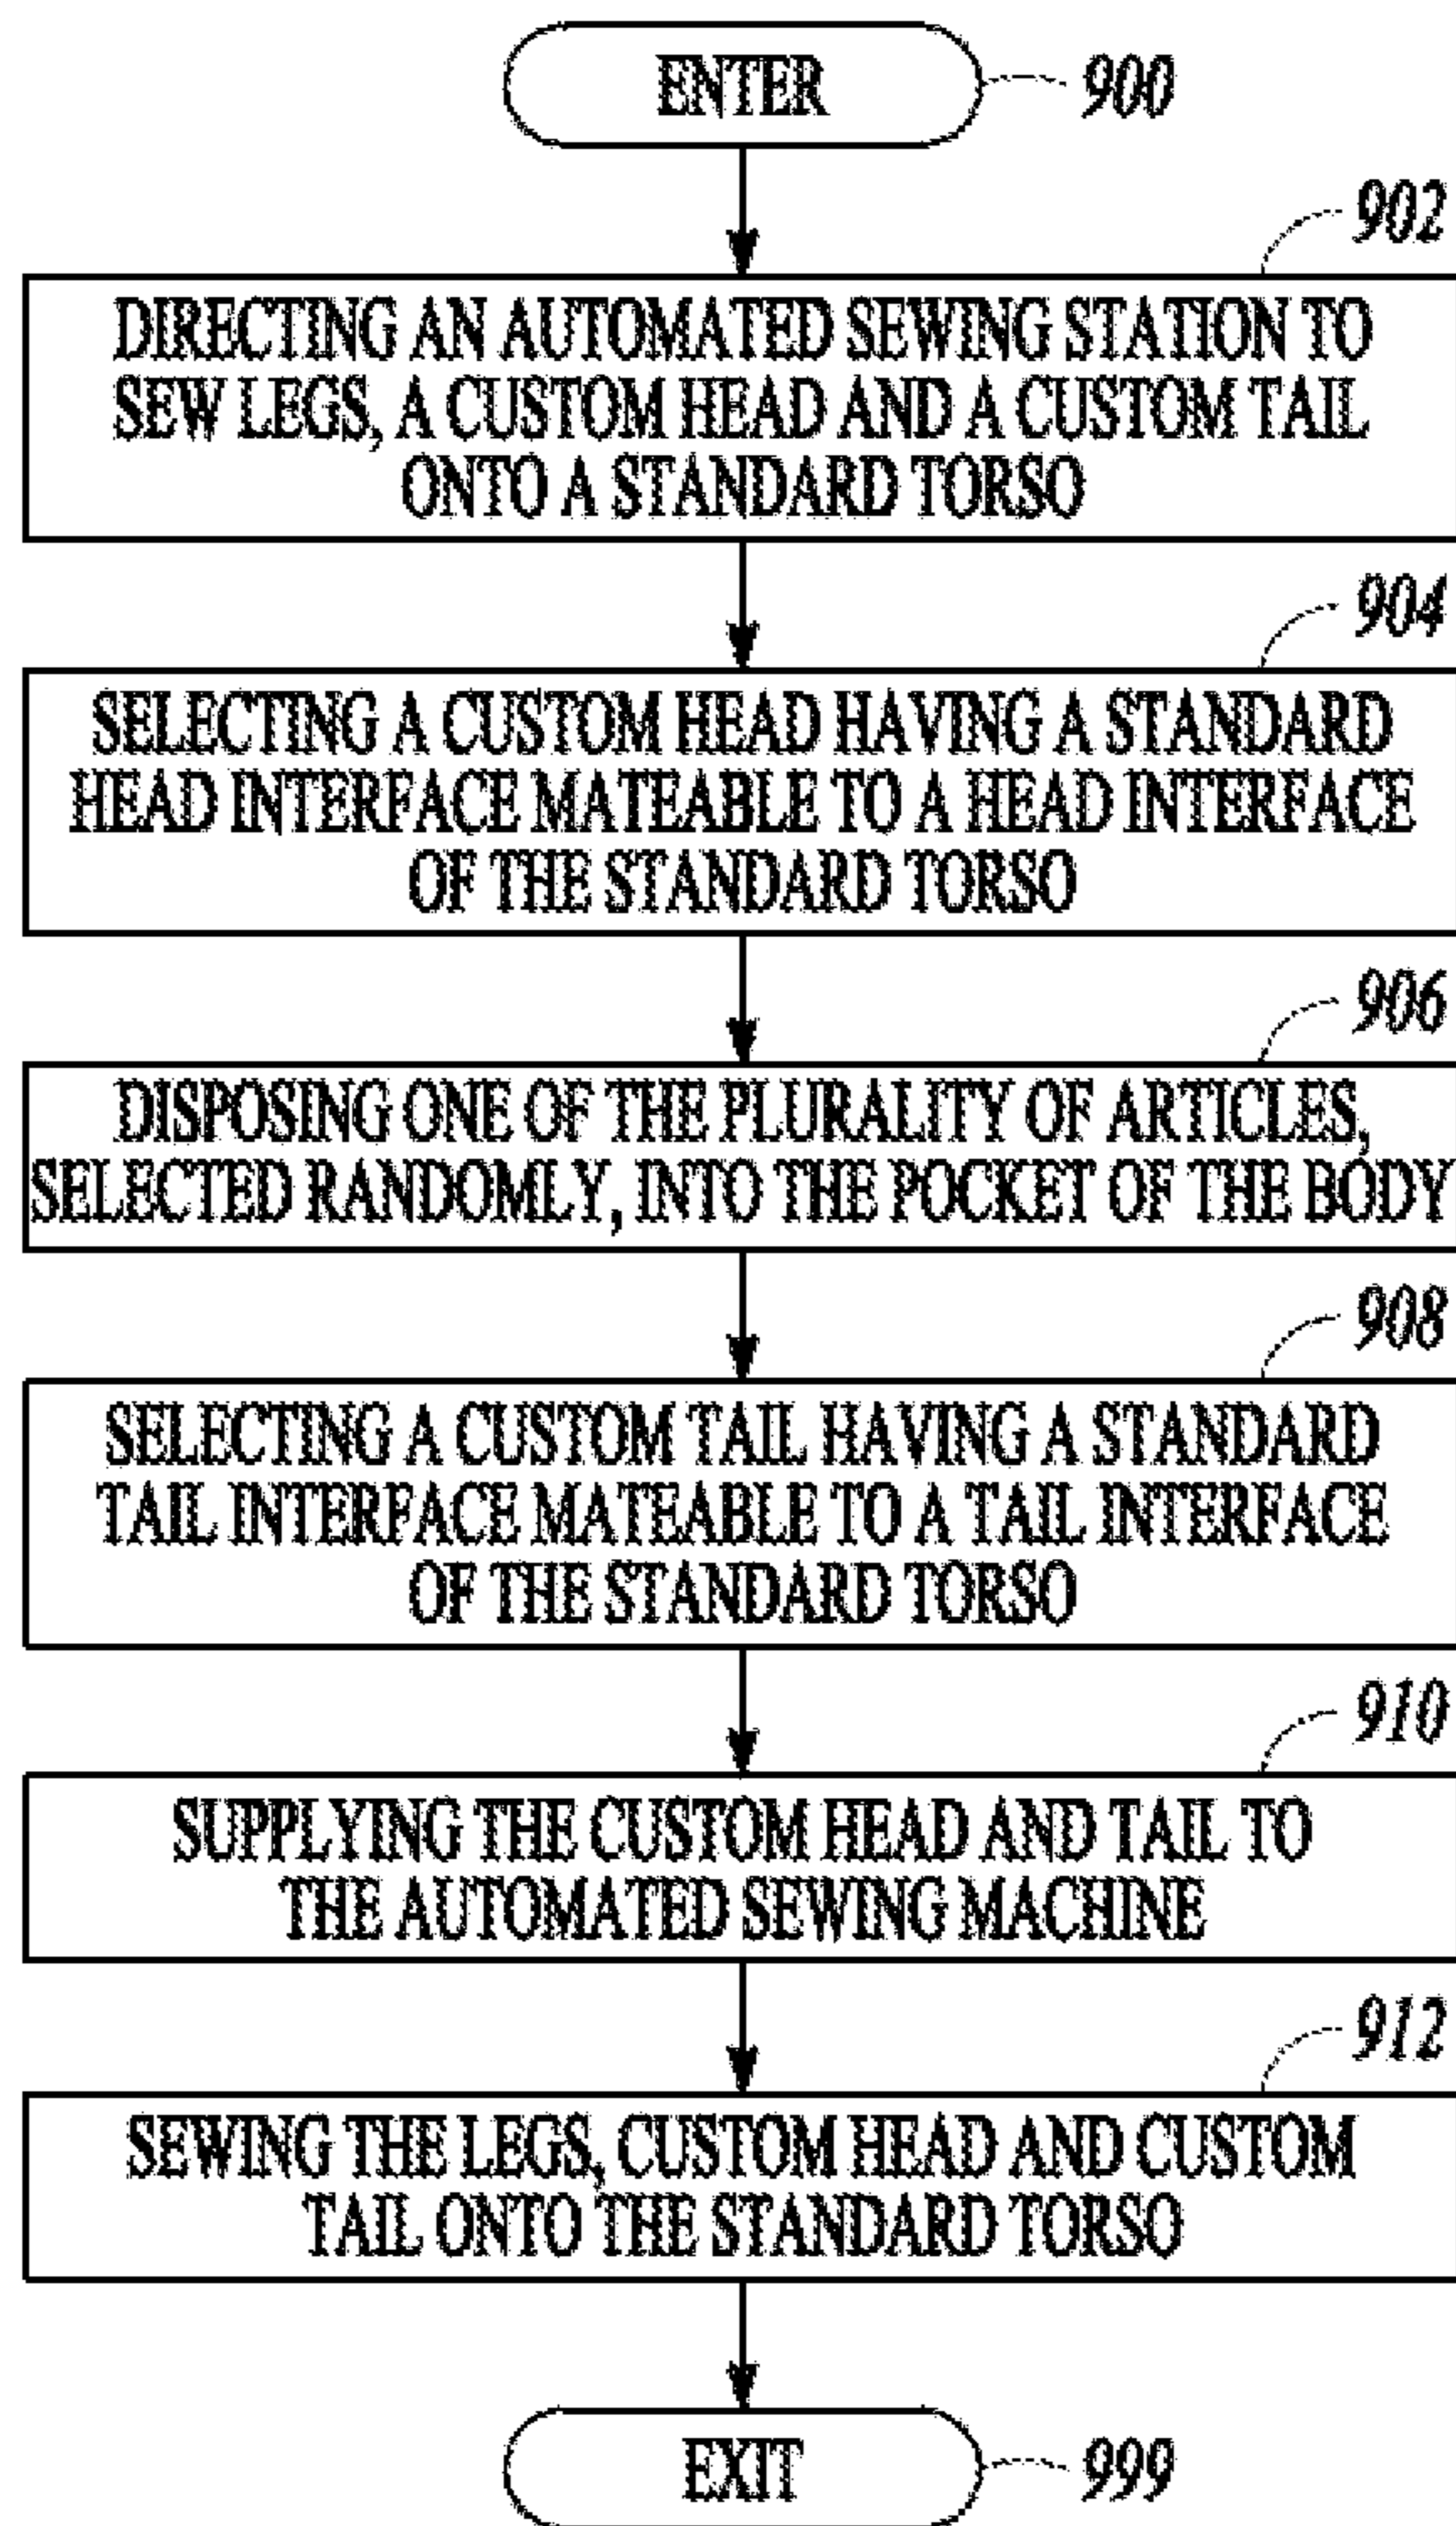 ENTER
900
902
DIRECTING AN AUTOMATED SEWING STATION TO
SEW LEGS, A CUSTOM HEAD AND A CUSTOM TAIL
ONTO A STANDARD TORSO
904
SELECTING A CUSTOM HEAD HAVING A STANDARD
HEAD INTERFACE MATEABLE TO A HEAD INTERFACE
OF THE STANDARD TORSO
906
DISPOSING ONE OF THE PLURALITY OF ARTICLES,
SELECTED RANDOMLY, INTO THE POCKET OF THE BODY
908
SELECTING A CUSTOM TAIL HAVING A STANDARD
TAIL INTERFACE MATEABLE TO A TAIL INTERFACE
OF THE STANDARD TORSO
910
SUPPLYING THE CUSTOM HEAD AND TAIL TO
THE AUTOMATED SEWING MACHINE
912
SEWING THE LEGS, CUSTOM HEAD AND CUSTOM
TAIL ONTO THE STANDARD TORSO
EXIT
999